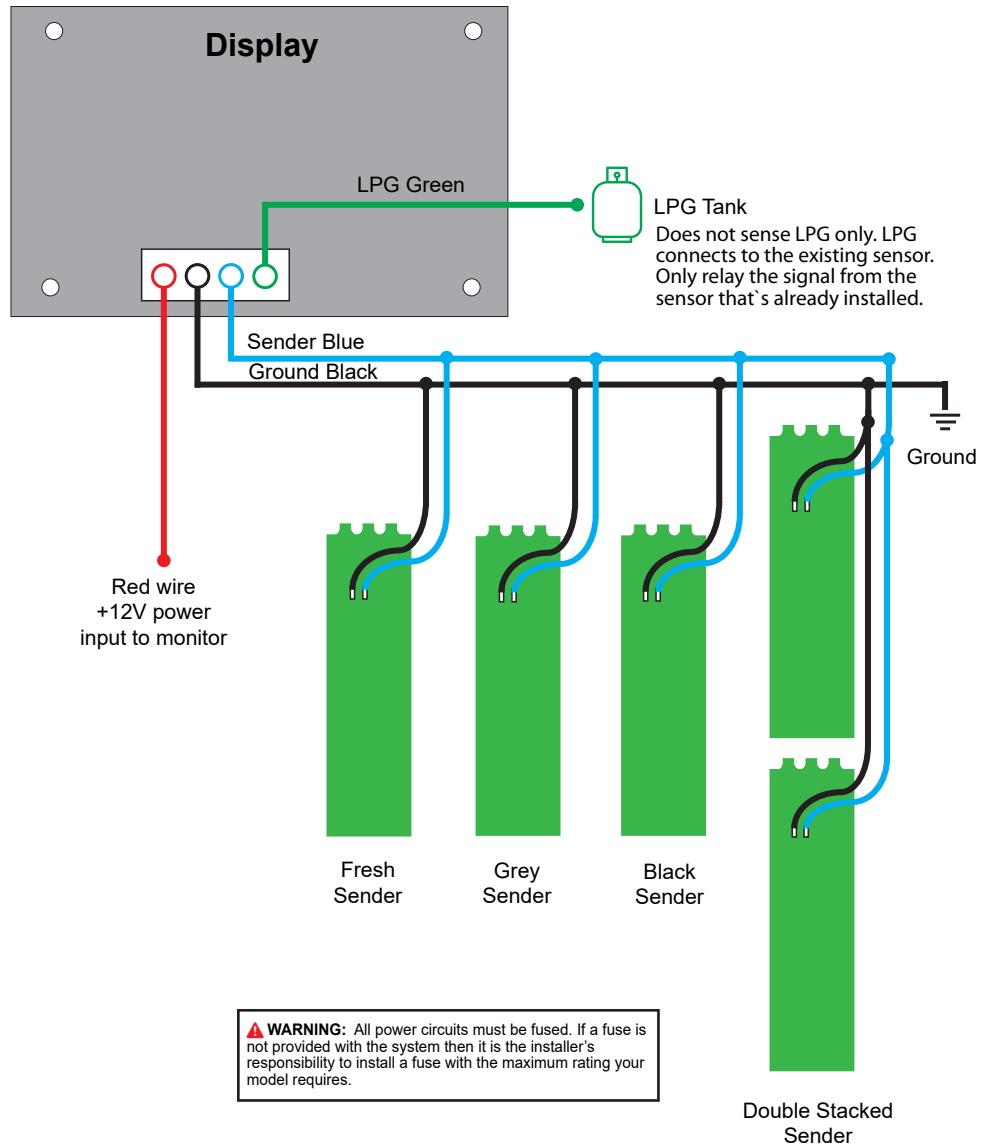 Display
LPG Green
LPG Tank
Does not sense LPG only. LPG
connects to the existing sensor.
Only relay the signal from the
sensor that`s already installed.
Sender Blue
Ground Black
Ground
Red wire
+12V power
input to monitor
Fresh
Sender
Grey
Sender
Black
Sender
WARNING: All power circuits must be fused. If a fuse is
not provided with the system then it is the installer’s
responsibility to install a fuse with the maximum rating your
model requires.
Double Stacked
Sender